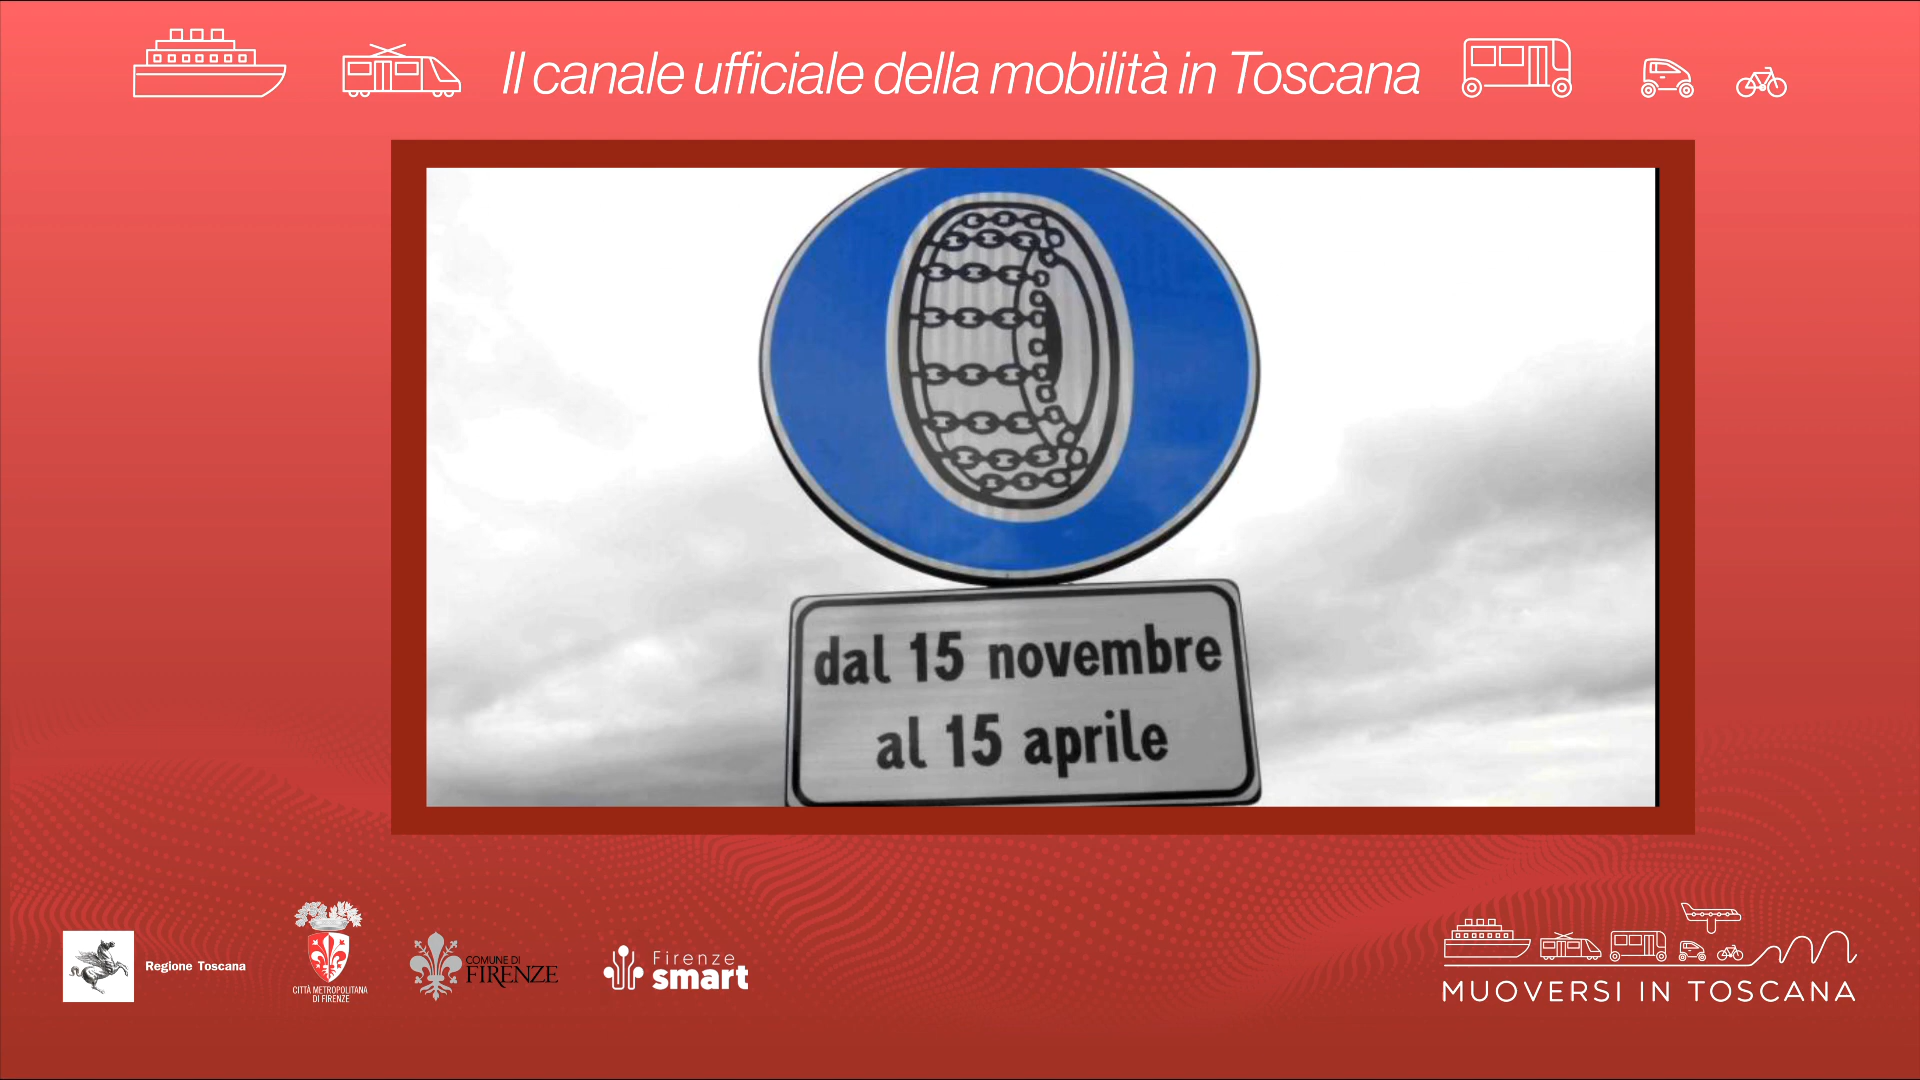 Il canale ufficiale della mobilità in Toscana
dal 15 novembre
al 15 aprile
Regione Toscana
CITTÀ METROPOLITANA
DI FIRENZE
COMUNE DI
FIRENZE
Firenze
smart
MUOVERSI IN TOSCANA